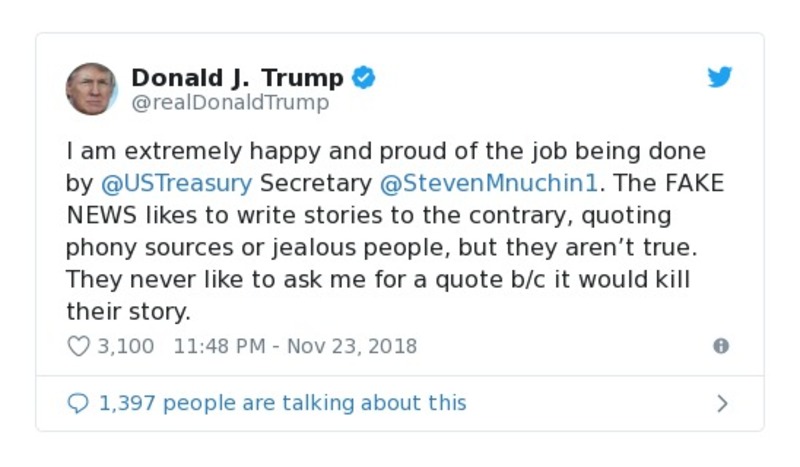 Donald J. Trump
@realDonaldTrump
I am extremely happy and proud of the job being done
by @USTreasury Secretary @StevenMnuchin1. The FAKE
NEWS likes to write stories to the contrary, quoting
phony sources or jealous people, but they aren’t true.
They never like to ask me for a quote b/c it would kill
their story.
3,100 11:48 PM - Nov 23, 2018
1,397 people are talking about this